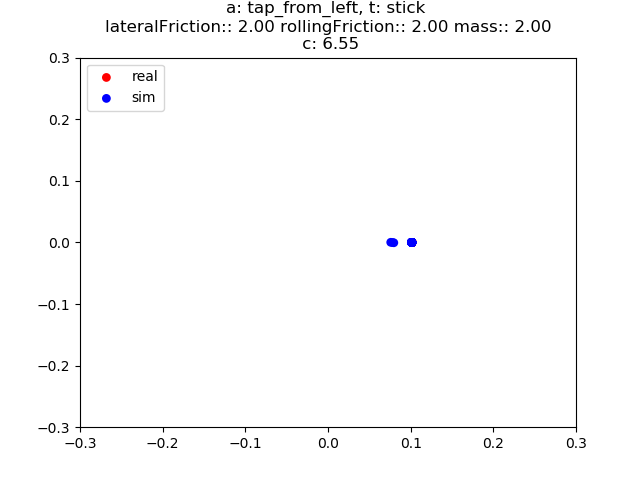 a: tap_from_left, t: stick
lateralFriction:: 2.00 rollingFriction:: 2.00 mass:: 2.00
c: 6.55
real
sim
0.3
0.2
0.1
0.0
−0.1
−0.2
−0.3
−0.3 −0.2 −0.1 0.0 0.1 0.2 0.3